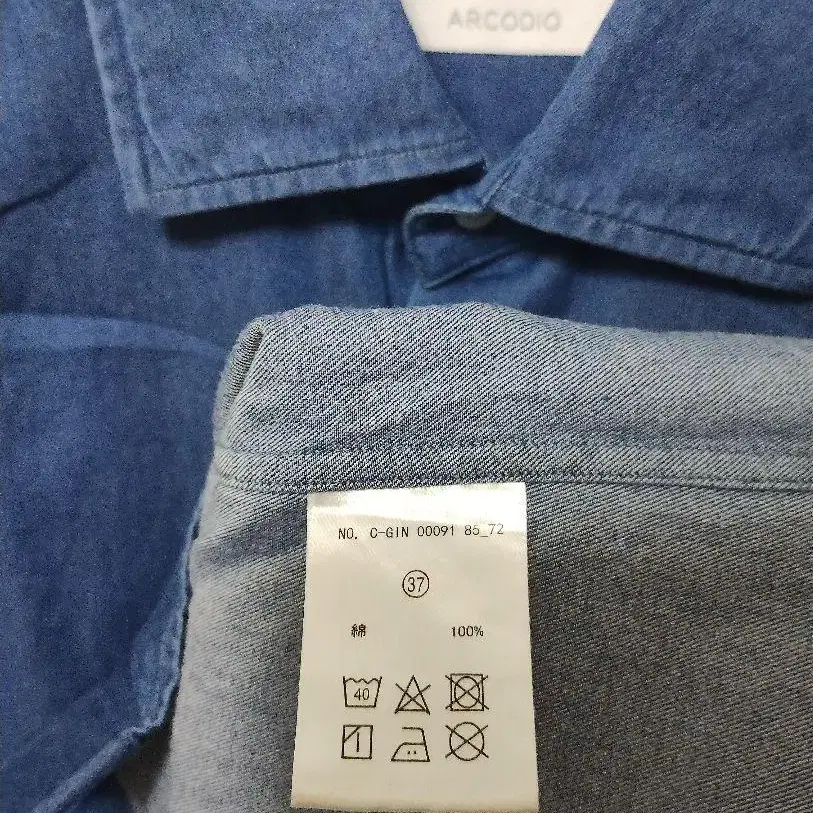 ARCODIO
NO. C-GIN 00091 85_72
37
綿 100%
40